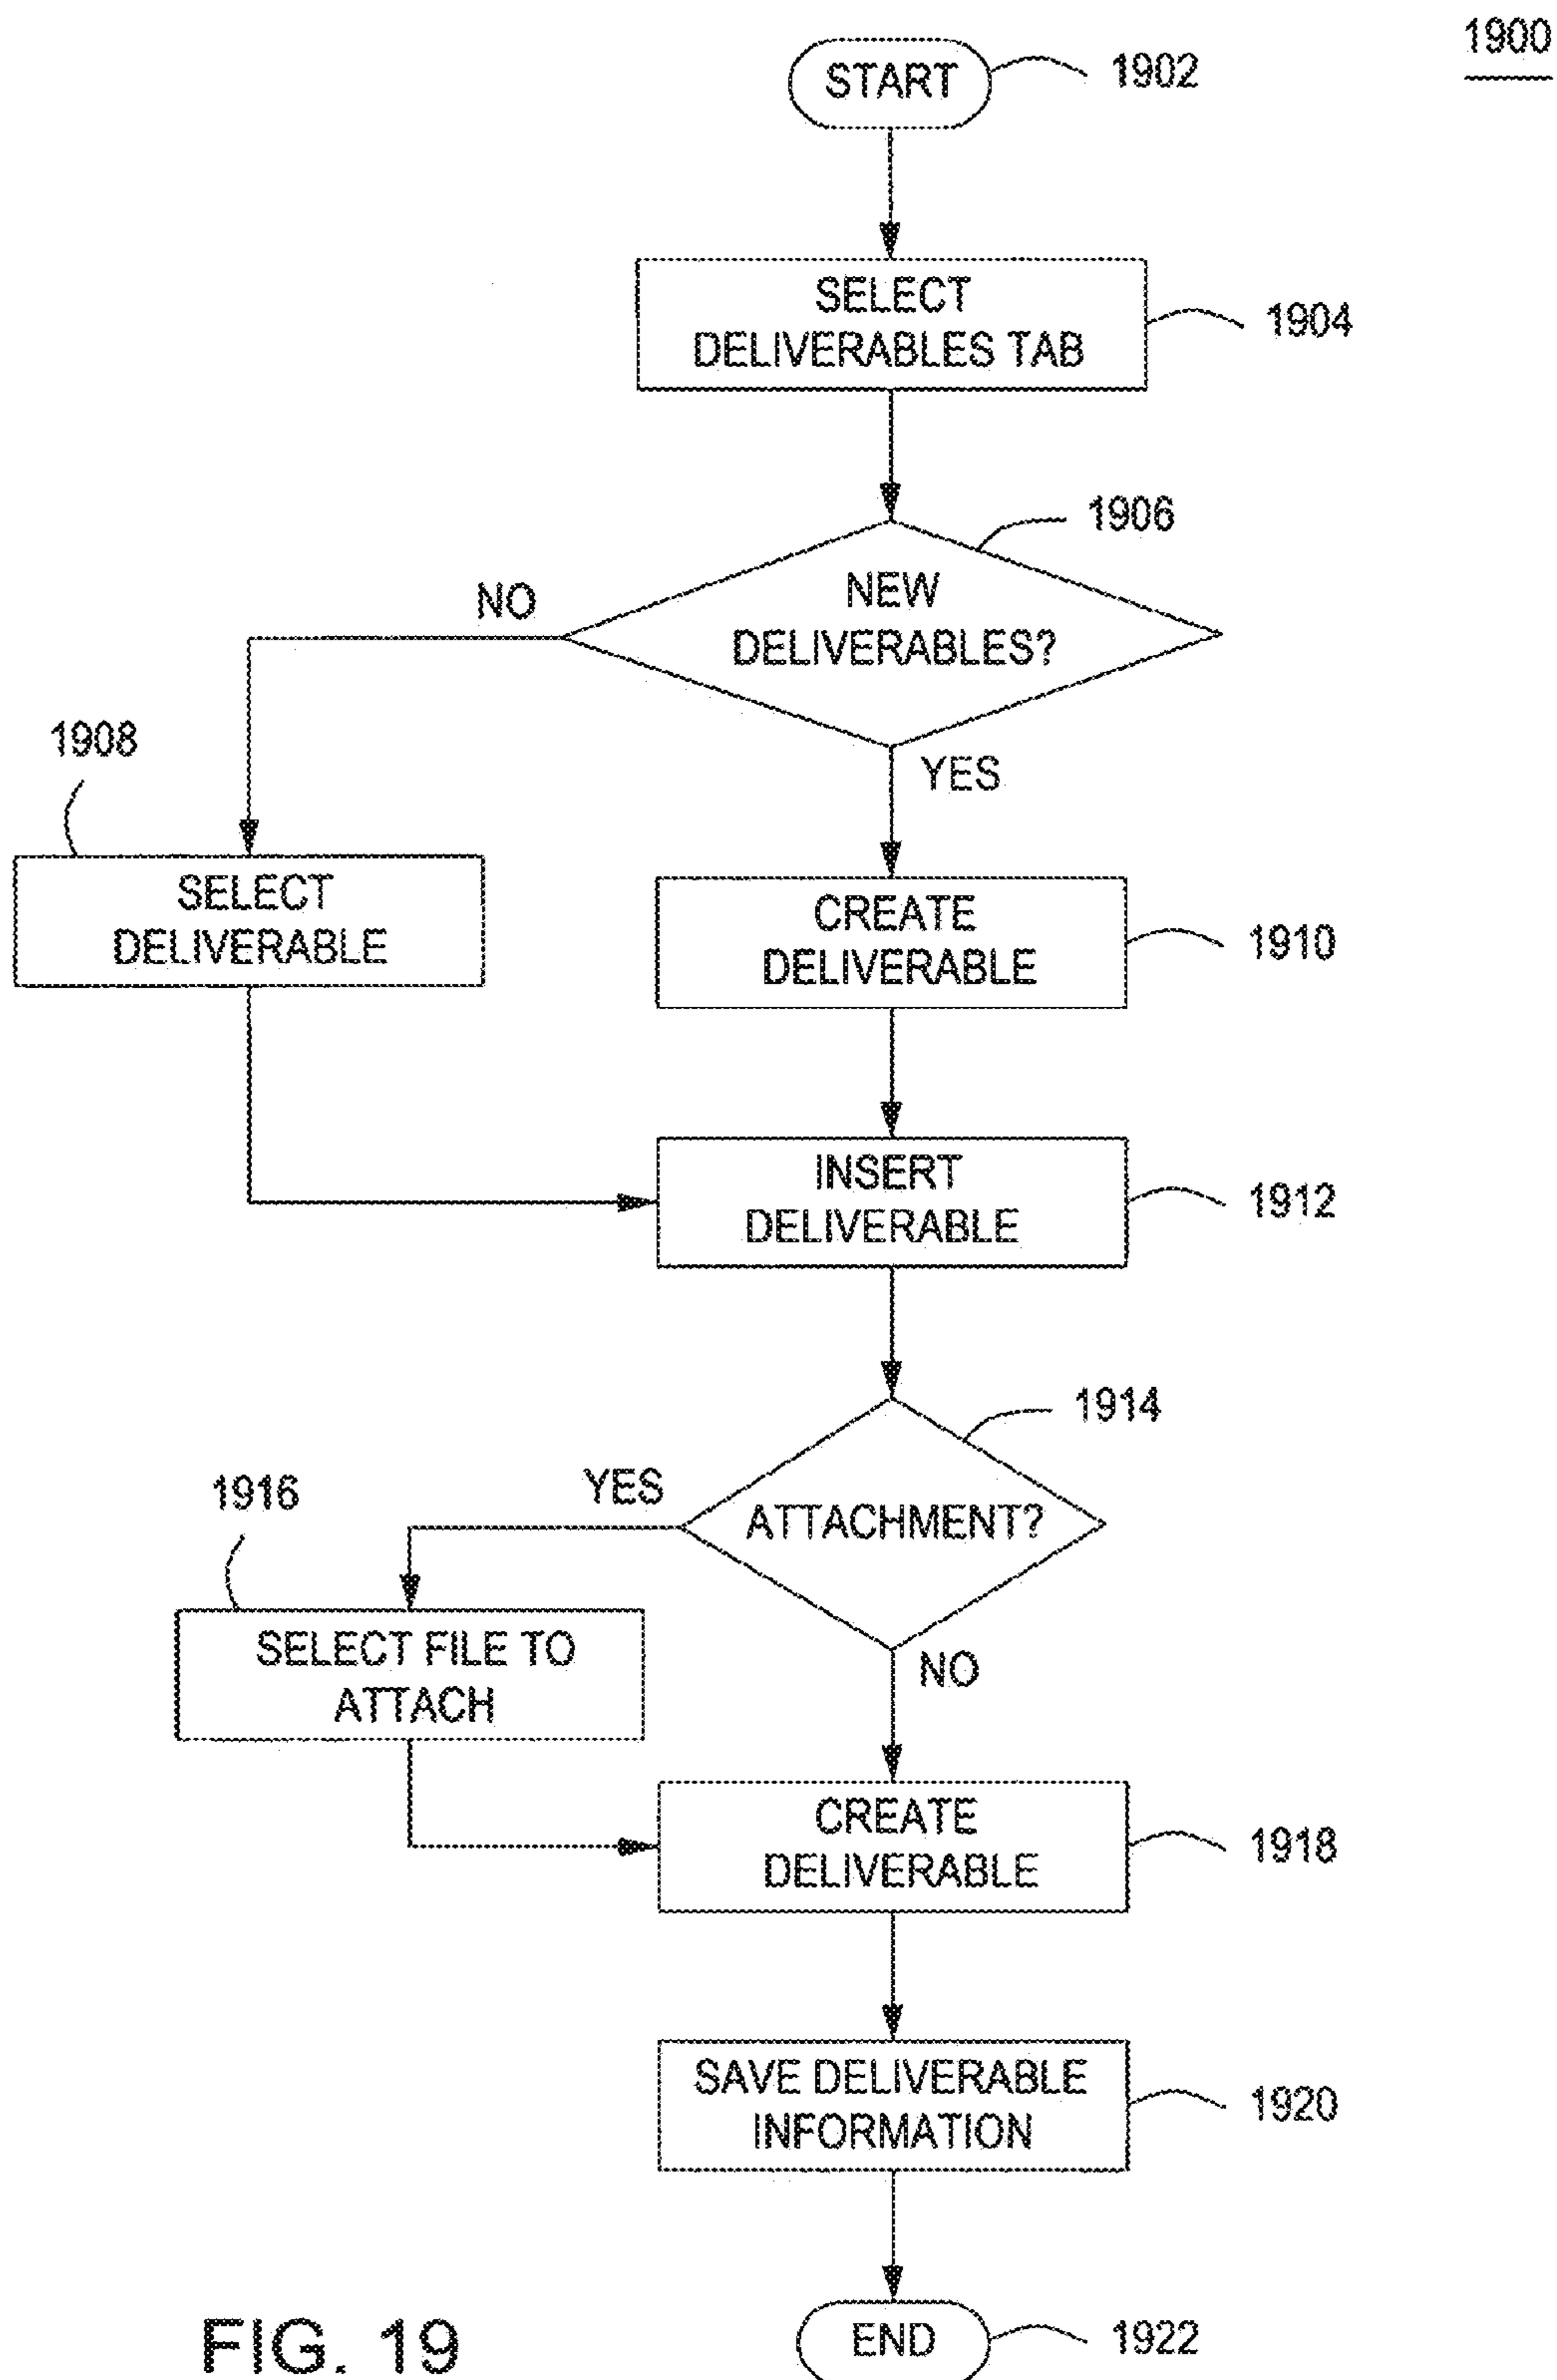 1900
START
1902
SELECT
DELIVERABLES TAB
1904
1906
NEW
DELIVERABLES?
NO
YES
1908
SELECT
DELIVERABLE
CREATE
DELIVERABLE
1910
INSERT
DELIVERABLE
1912
1914
ATTACHMENT?
YES
NO
1916
SELECT FILE TO
ATTACH
CREATE
DELIVERABLE
1918
SAVE DELIVERABLE
INFORMATION
1920
END
1922
FIG. 19